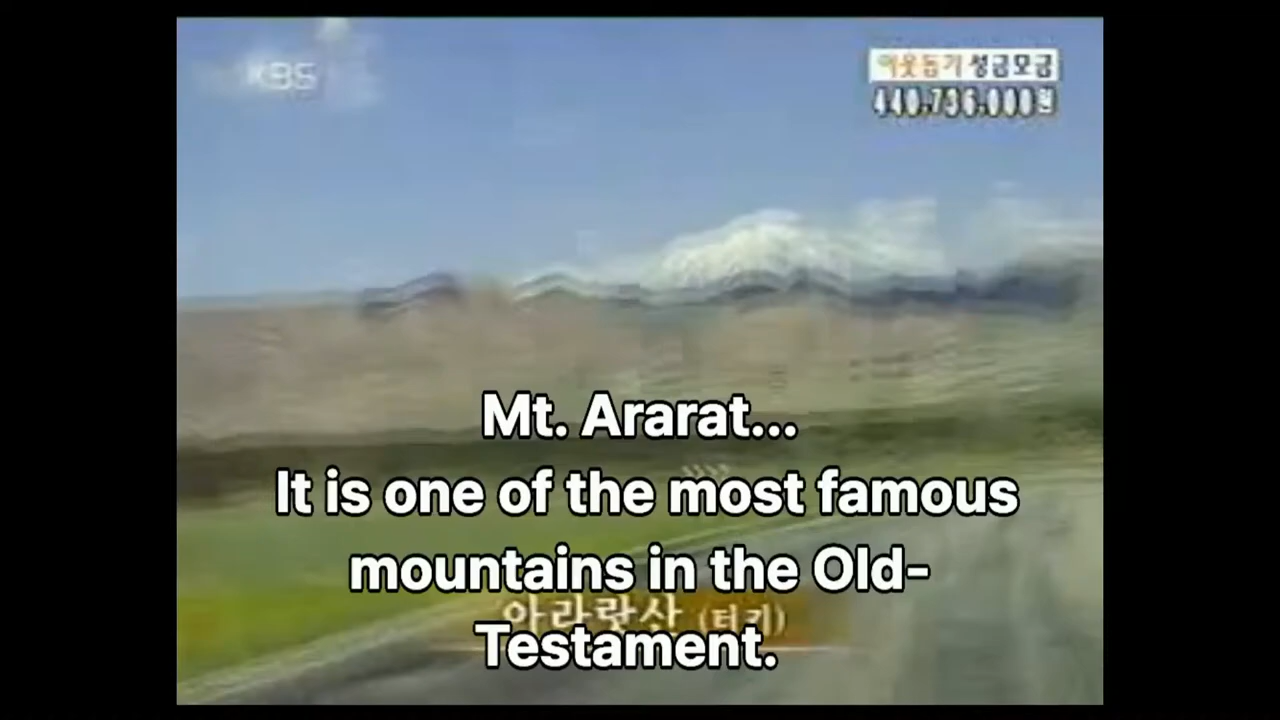 KBS
이웃돕기 성금모금
440,736,000원
Mt. Ararat...
It is one of the most famous
mountains in the Old-
아라랏산 (터키)
Testament.